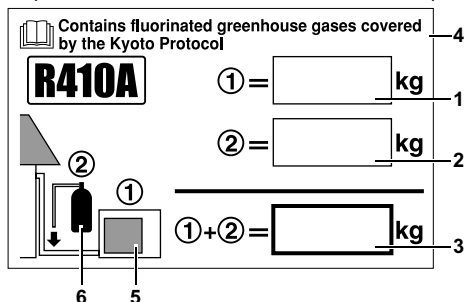 Contains fluorinated greenhouse gases covered
by the Kyoto Protocol
4
R410A
①= kg
1
②= kg
2
②
①
①+②= kg
3
6 5